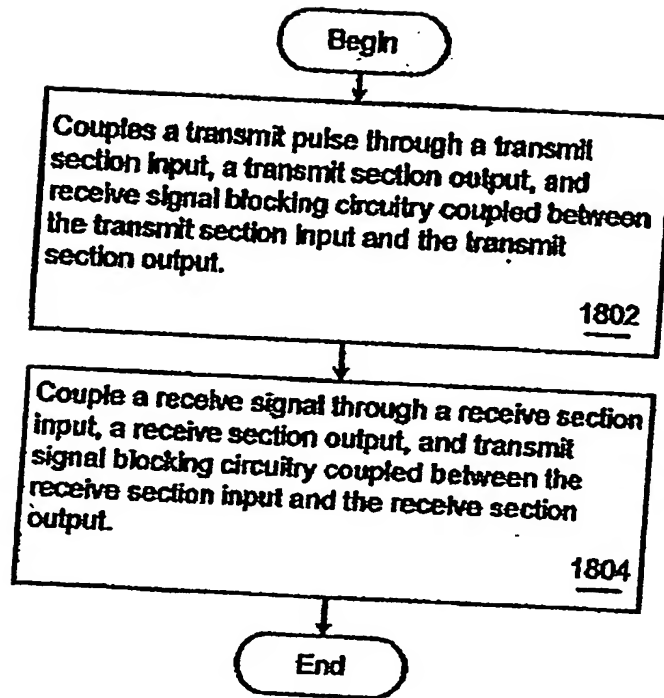 Begin
Couples a transmit pulse through a transmit
section input, a transmit section output, and
receive signal blocking circuitry coupled between
the transmit section input and the transmit
section output.
1802
Couple a receive signal through a receive section
input, a receive section output, and transmit
signal blocking circuitry coupled between the
receive section input and the receive section
output.
1804
End